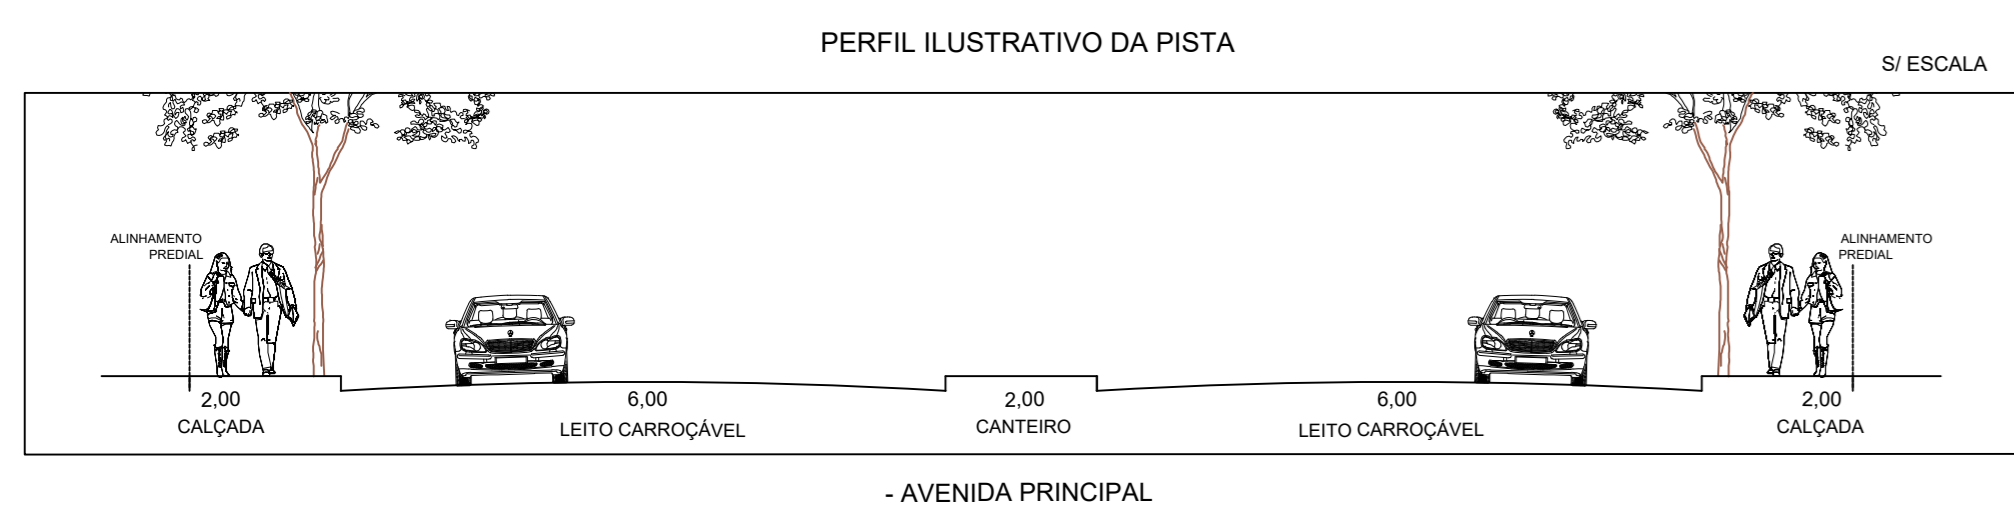 PERFIL ILUSTRATIVO DA PISTA
S/ ESCALA
ALINHAMENTO
PREDIAL
ALINHAMENTO
PREDIAL
2,00
CALÇADA
6,00
LEITO CARROÇÁVEL
2,00
CANTEIRO
6,00
LEITO CARROÇÁVEL
2,00
CALÇADA
- AVENIDA PRINCIPAL